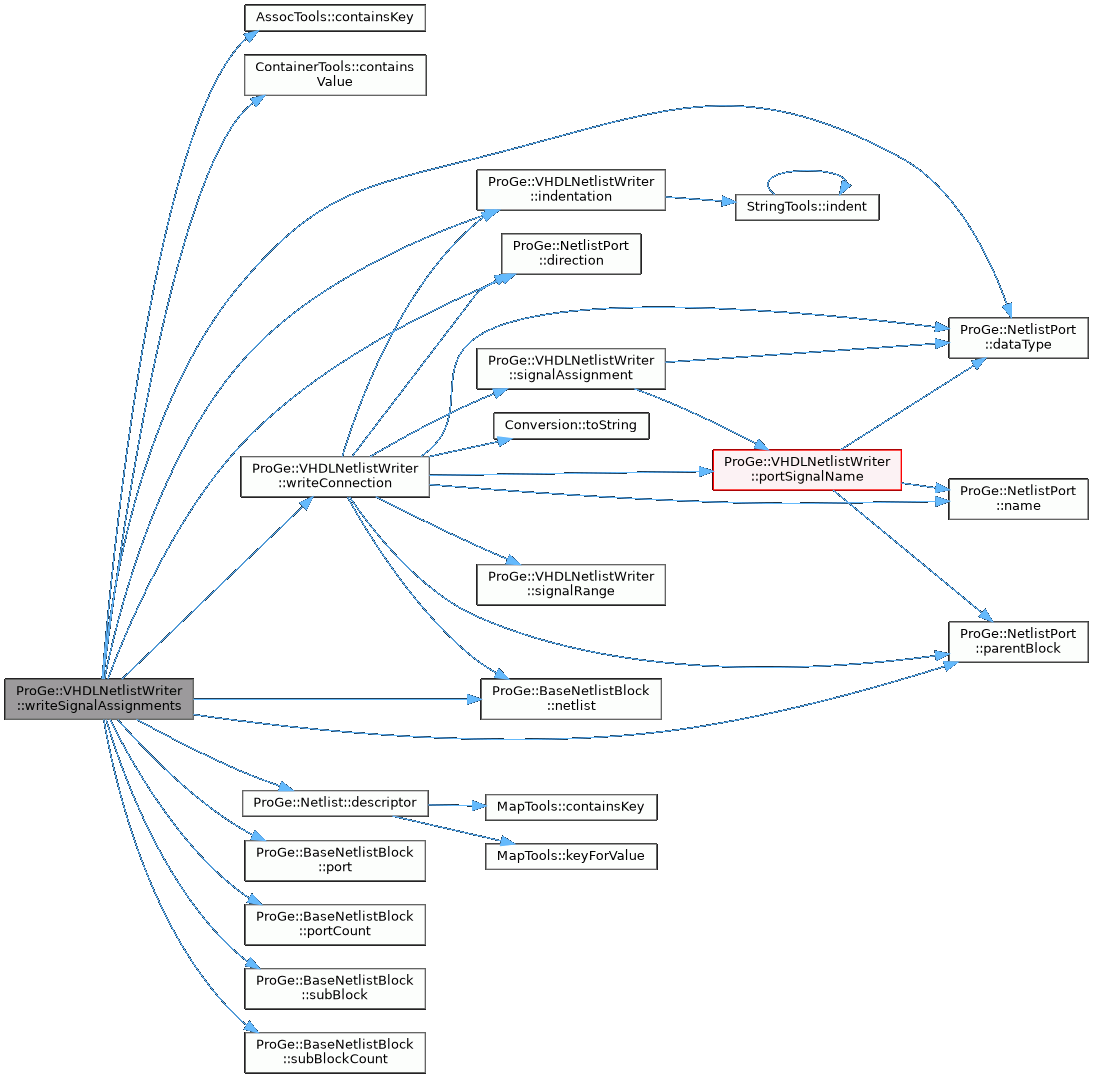 AssocTools::containsKey
ContainerTools::contains
Value
ProGe::VHDLNetlistWriter
::indentation
StringTools::indent
ProGe::NetlistPort
::direction
ProGe::NetlistPort
::dataType
ProGe::VHDLNetlistWriter
::signalAssignment
Conversion::toString
ProGe::VHDLNetlistWriter
::writeConnection
ProGe::VHDLNetlistWriter
::portSignalName
ProGe::NetlistPort
::name
ProGe::VHDLNetlistWriter
::signalRange
ProGe::NetlistPort
::parentBlock
ProGe::VHDLNetlistWriter
::writeSignalAssignments
ProGe::BaseNetlistBlock
::netlist
ProGe::Netlist::descriptor
MapTools::containsKey
ProGe::BaseNetlistBlock
::port
MapTools::keyForValue
ProGe::BaseNetlistBlock
::portCount
ProGe::BaseNetlistBlock
::subBlock
ProGe::BaseNetlistBlock
::subBlockCount